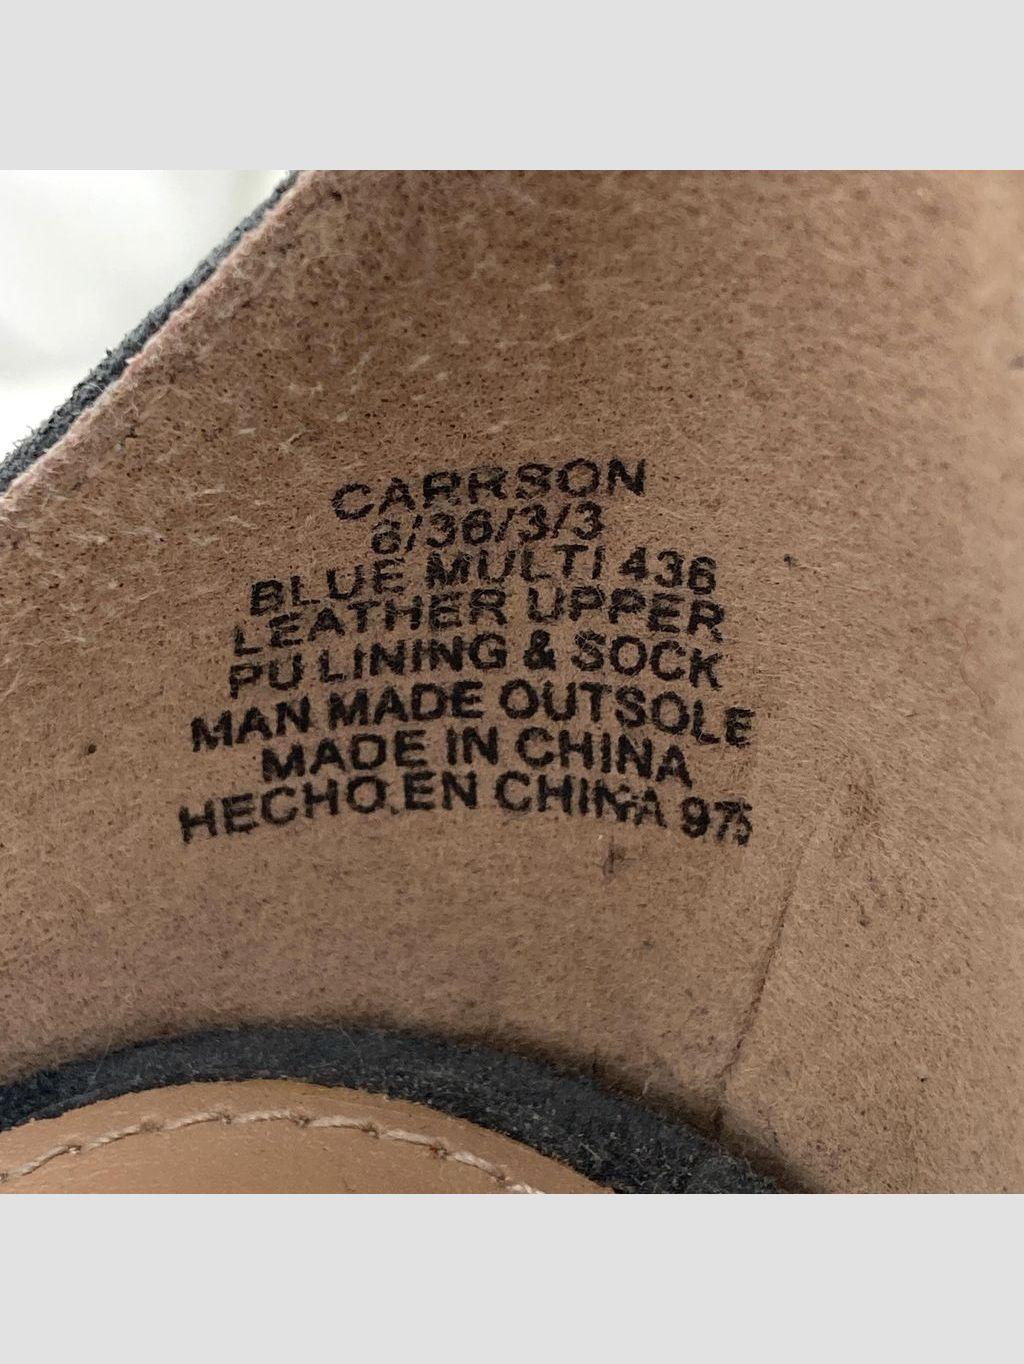 CARRSON
6/36/3/3
BLUE MULTI 436
LEATHER UPPER
PU LINING & SOCK
MAN MADE OUTSOLE
MADE IN CHINA
HECHO EN CHINA 975